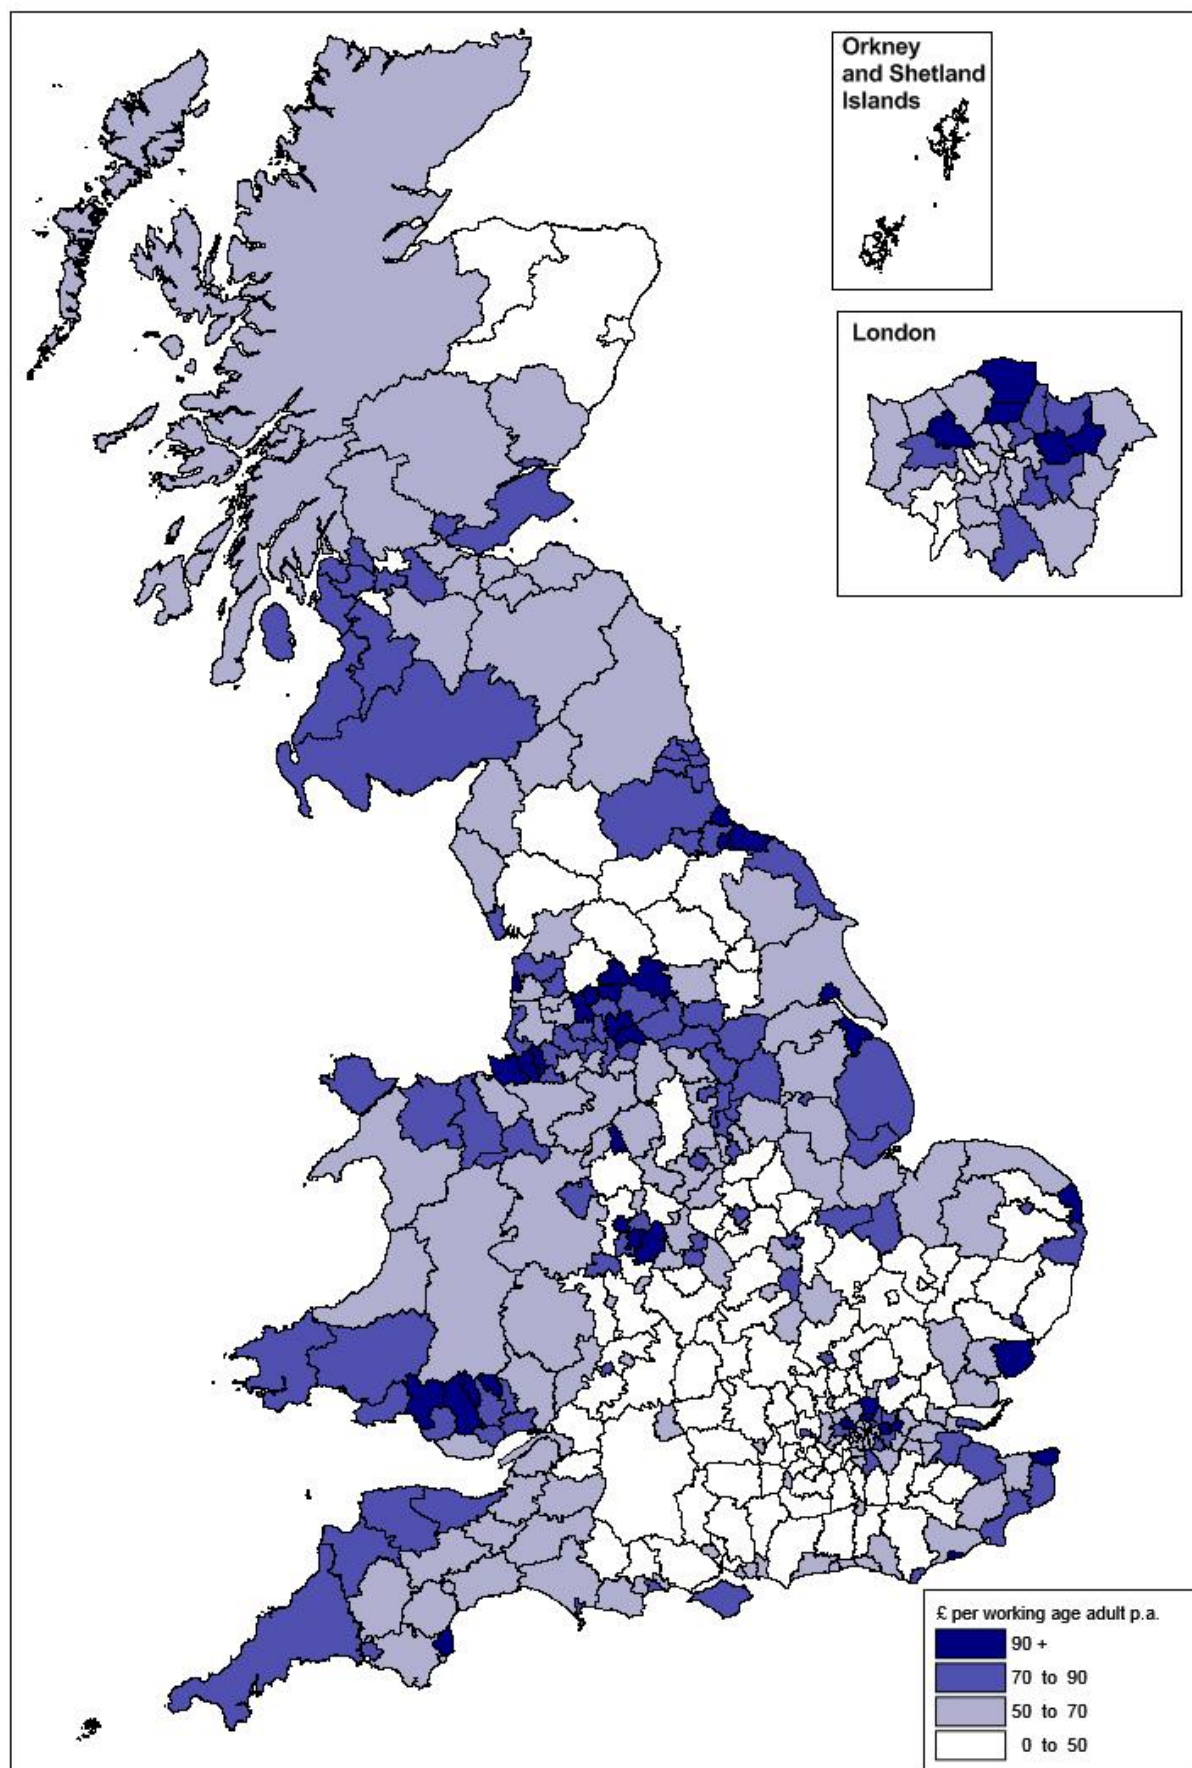 Orkney
and Shetland
Islands
London
£ per working age adult p.a.
90 +
70 to 90
50 to 70
0 to 50